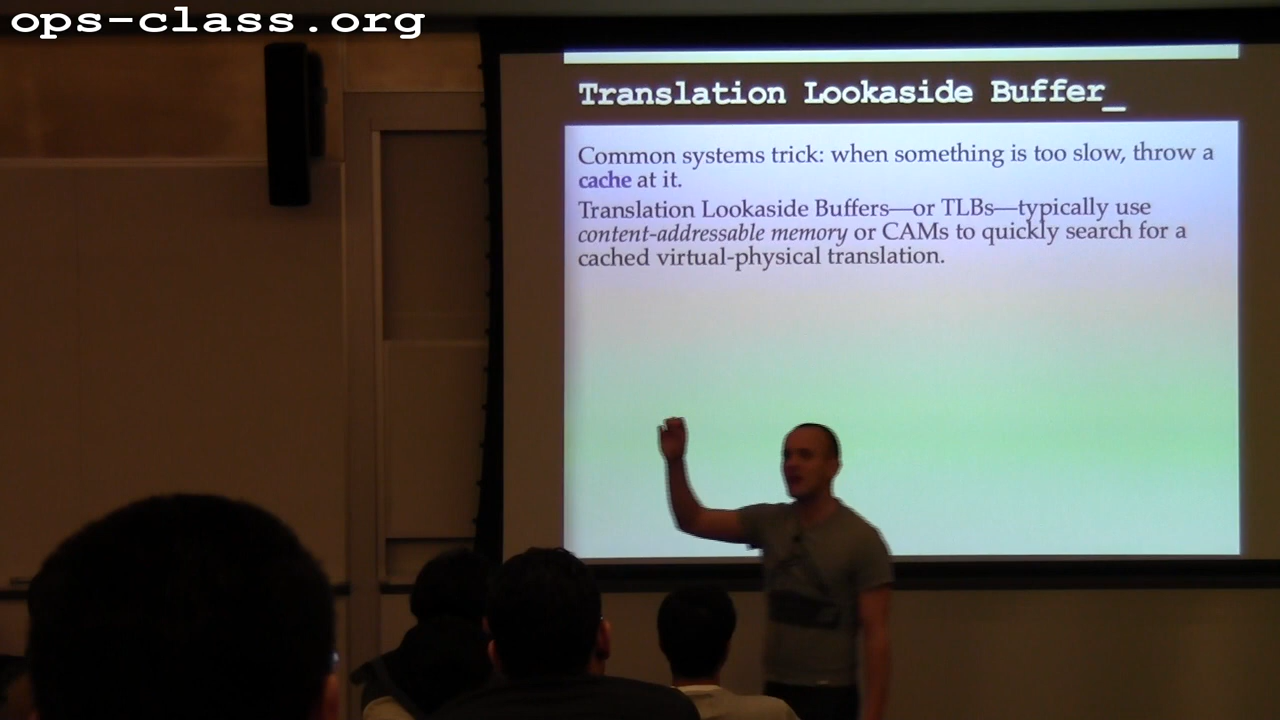 ops-class.org
Translation Lookaside Buffer_
Common systems trick: when something is too slow, throw a
cache at it.
Translation Lookaside Buffers—or TLBs—typically use
content-addressable memory or CAMs to quickly search for a
cached virtual-physical translation.